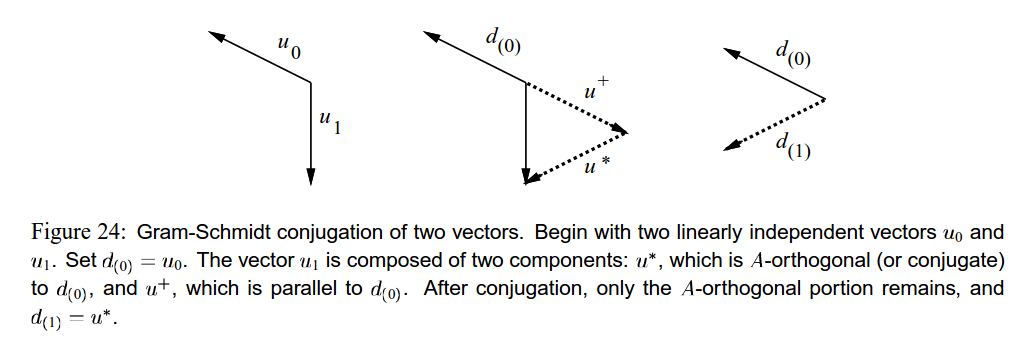 u0
u1
d(0)
u+
u*
d(0)
d(1)
Figure 24: Gram-Schmidt conjugation of two vectors. Begin with two linearly independent vectors u0 and
u1. Set d(0) = u0. The vector u1 is composed of two components: u*, which is A-orthogonal (or conjugate)
to d(0), and u+, which is parallel to d(0). After conjugation, only the A-orthogonal portion remains, and
d(1) = u*.